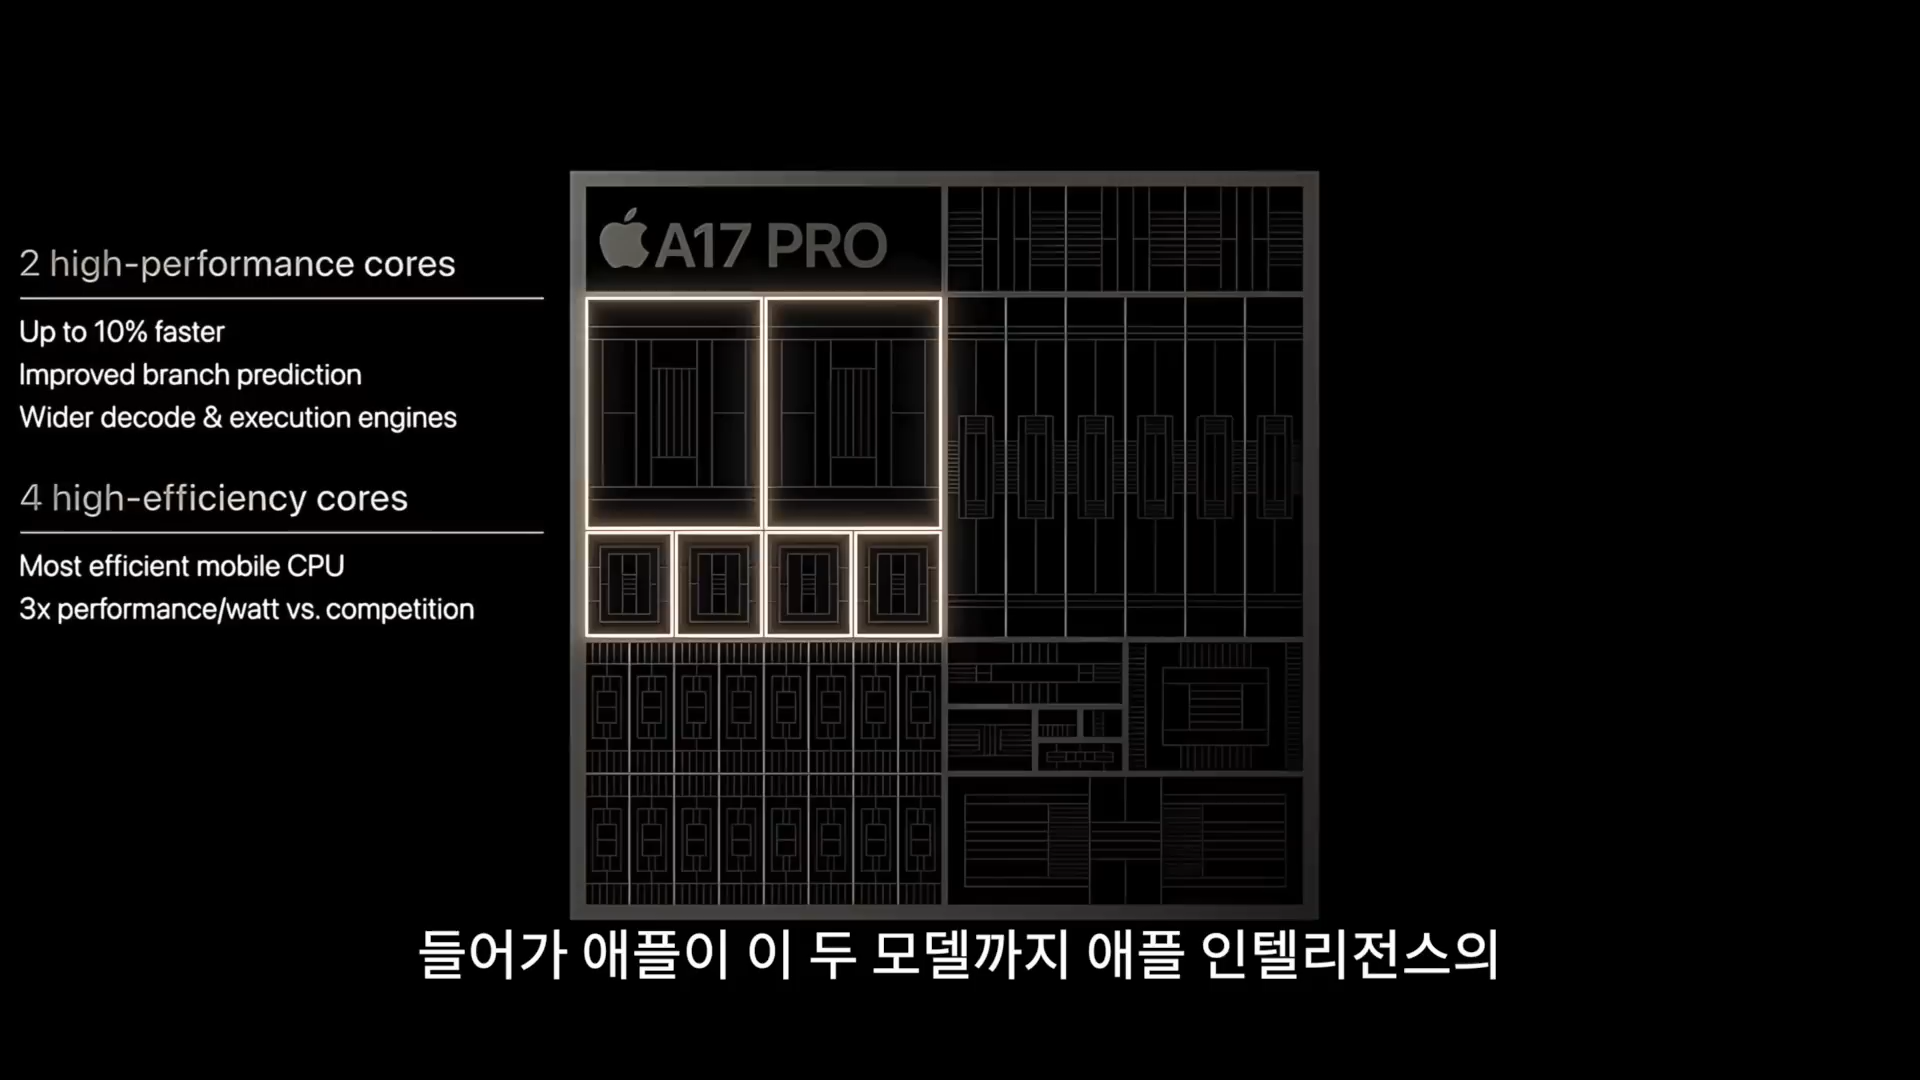 A17 PRO
2 high-performance cores
Up to 10% faster
Improved branch prediction
Wider decode & execution engines
4 high-efficiency cores
Most efficient mobile CPU
3x performance/watt vs. competition
들어가 애플이 이 두 모델까지 애플 인텔리전스의